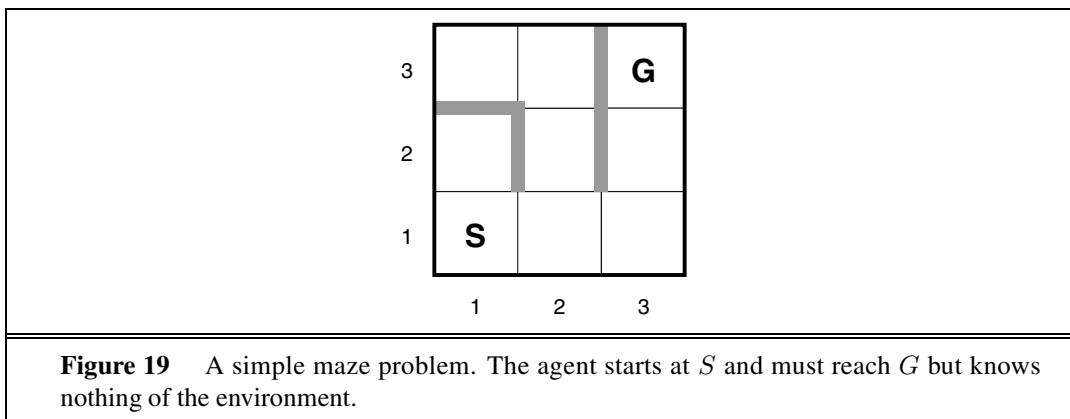 3
G
2
1
S
1 2 3
Figure 19 A simple maze problem. The agent starts at S and must reach G but knows
nothing of the environment.